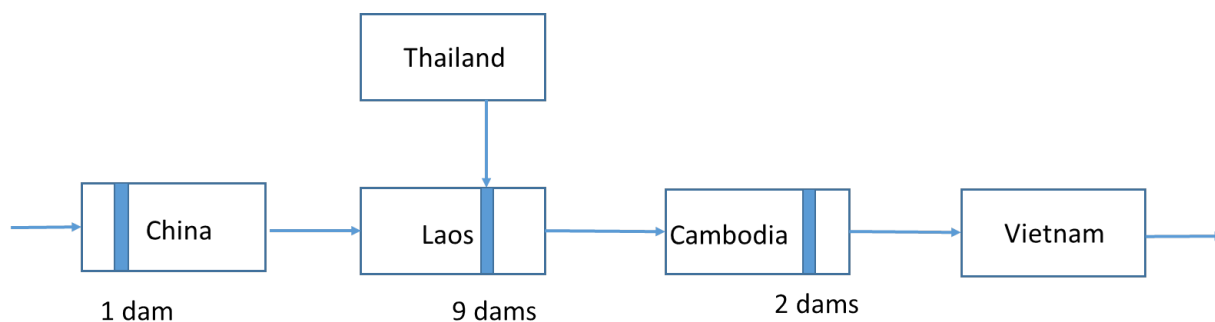 Thailand
China
Laos
Cambodia
Vietnam
1 dam
9 dams
2 dams